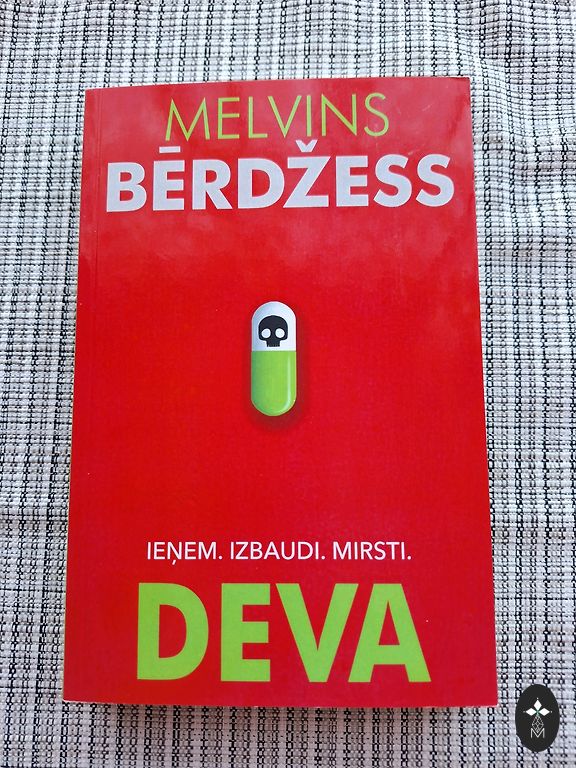 MELVINS
BĒRDŽESS
IEŅEM. IZBAUDI. MIRSTI.
DEVA
M